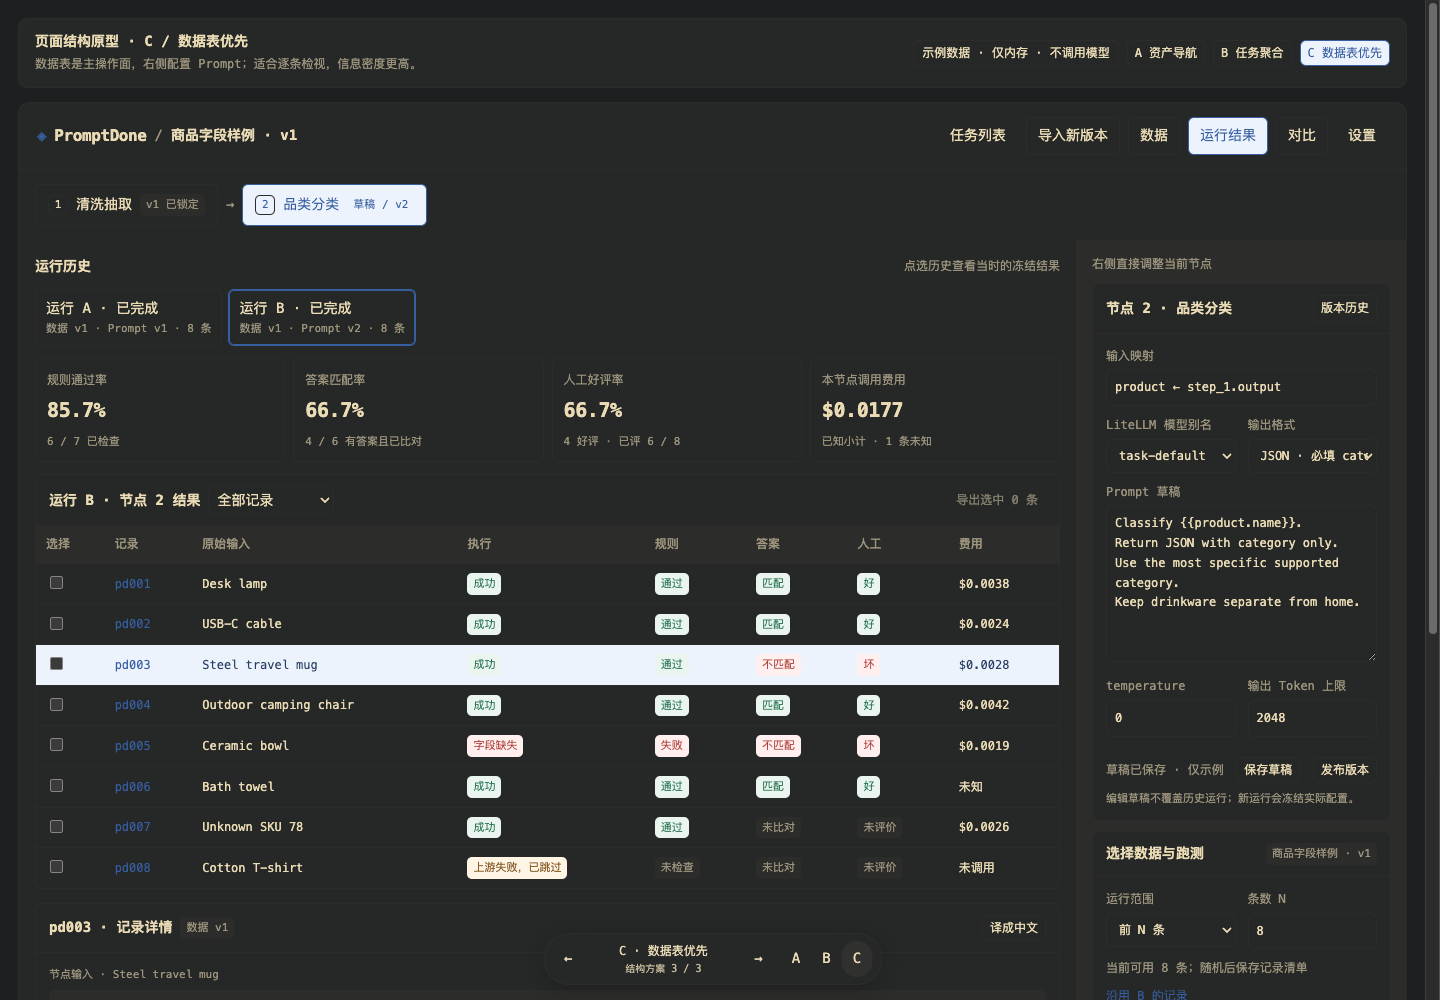 页面结构原型 · C / 数据表优先
数据表是主操作面，右侧配置 Prompt；适合逐条检视，信息密度更高。
示例数据 · 仅内存 · 不调用模型
A 资产导航
B 任务聚合
C 数据表优先
◆ PromptDone / 商品字段样例 · v1
任务列表
导入新版本
数据
运行结果
对比
设置
1 清洗抽取 v1 已锁定
→
2 品类分类 草稿 / v2
运行历史
点选历史查看当时的冻结结果
运行 A · 已完成
数据 v1 · Prompt v1 · 8 条
运行 B · 已完成
数据 v1 · Prompt v2 · 8 条
规则通过率
85.7%
6 / 7 已检查
答案匹配率
66.7%
4 / 6 有答案且已比对
人工好评率
66.7%
4 好评 · 已评 6 / 8
本节点调用费用
$0.0177
已知小计 · 1 条未知
运行 B · 节点 2 结果 全部记录
导出选中 0 条
选择 记录 原始输入 执行 规则 答案 人工 费用
pd001 Desk lamp 成功 通过 匹配 好 $0.0038
pd002 USB-C cable 成功 通过 匹配 好 $0.0024
pd003 Steel travel mug 成功 通过 不匹配 坏 $0.0028
pd004 Outdoor camping chair 成功 通过 匹配 好 $0.0042
pd005 Ceramic bowl 字段缺失 失败 不匹配 坏 $0.0019
pd006 Bath towel 成功 通过 匹配 好 未知
pd007 Unknown SKU 78 成功 通过 未比对 未评价 $0.0026
pd008 Cotton T-shirt 上游失败，已跳过 未检查 未比对 未评价 未调用
pd003 · 记录详情 数据 v1
译成中文
节点输入 · Steel travel mug
右侧直接调整当前节点
节点 2 · 品类分类
版本历史
输入映射
product ← step_1.output
LiteLLM 模型别名 输出格式
task-default JSON · 必填 cat
Prompt 草稿
Classify {{product.name}}.
Return JSON with category only.
Use the most specific supported
category.
Keep drinkware separate from home.
temperature 输出 Token 上限
0 2048
草稿已保存 · 仅示例 保存草稿 发布版本
编辑草稿不覆盖历史运行；新运行会冻结实际配置。
选择数据与跑测
商品字段样例 · v1
运行范围 条数 N
前 N 条 8
当前可用 8 条；随机后保存记录清单
沿用 B 的记录
←
C · 数据表优先
结构方案 3 / 3
→
A B C